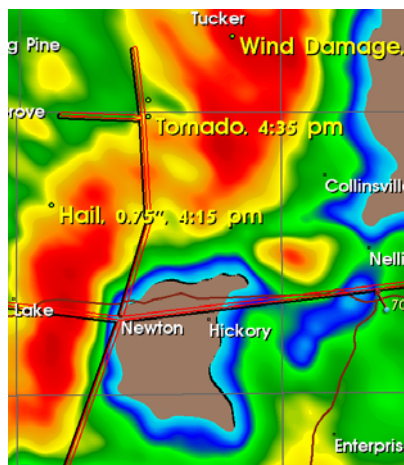 Tucker
g Pine
Wind Damage,
rove
Tornado, 4:35 pm
Collinsvill
Hail, 0.75", 4:15 pm
Nelli
Lake
70
Newton
Hickory
Enterpris